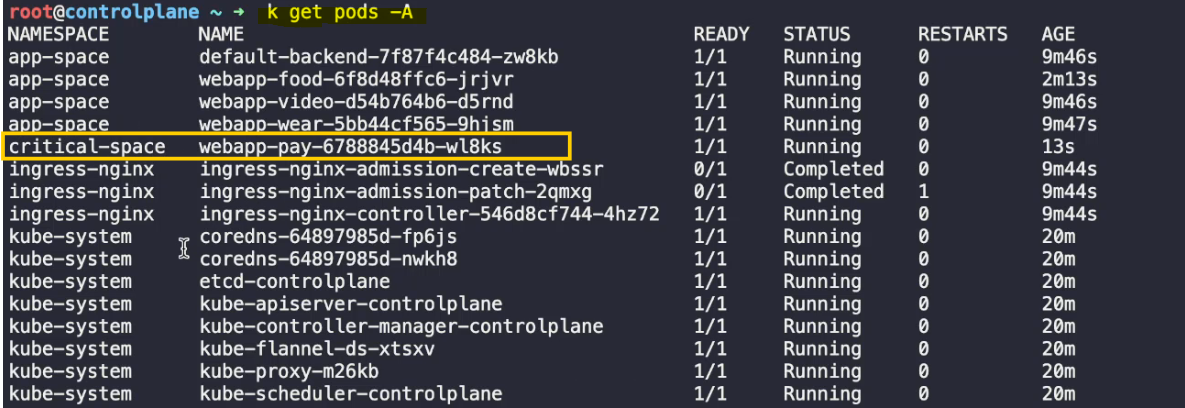 root@controlplane ~ ➜ k get pods -A
NAMESPACE NAME READY STATUS RESTARTS AGE
app-space default-backend-7f87f4c484-zw8kb 1/1 Running 0 9m46s
app-space webapp-food-6f8d48ffc6-jrjvr 1/1 Running 0 2m13s
app-space webapp-video-d54b764b6-d5rnd 1/1 Running 0 9m46s
app-space webapp-wear-5bb44cf565-9hjsm 1/1 Running 0 9m47s
critical-space webapp-pay-6788845d4b-wl8ks 1/1 Running 0 13s
ingress-nginx ingress-nginx-admission-create-wbssr 0/1 Completed 0 9m44s
ingress-nginx ingress-nginx-admission-patch-2qmxg 0/1 Completed 1 9m44s
ingress-nginx ingress-nginx-controller-546d8cf744-4hz72 1/1 Running 0 9m44s
kube-system coredns-64897985d-fp6js 1/1 Running 0 20m
kube-system coredns-64897985d-nwkh8 1/1 Running 0 20m
kube-system etcd-controlplane 1/1 Running 0 20m
kube-system kube-apiserver-controlplane 1/1 Running 0 20m
kube-system kube-controller-manager-controlplane 1/1 Running 0 20m
kube-system kube-flannel-ds-xtsxv 1/1 Running 0 20m
kube-system kube-proxy-m26kb 1/1 Running 0 20m
kube-system kube-scheduler-controlplane 1/1 Running 0 20m